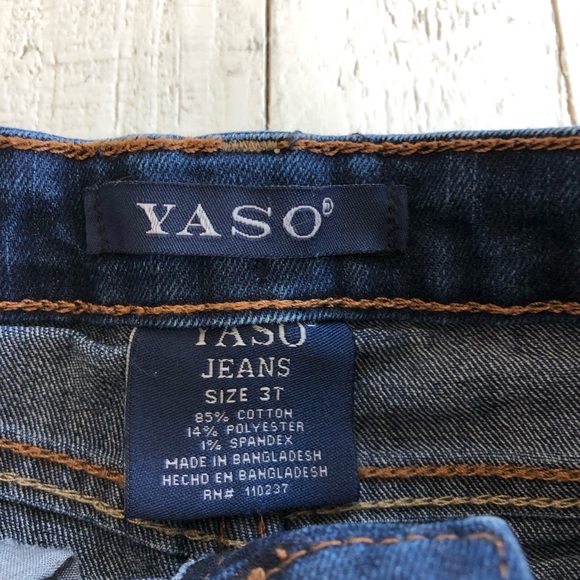 YASO®
YASO
JEANS
SIZE 3T
85% COTTON
14% POLYESTER
1% SPANDEX
MADE IN BANGLADESH
HECHO EN BANGLADESH
RN# 110237